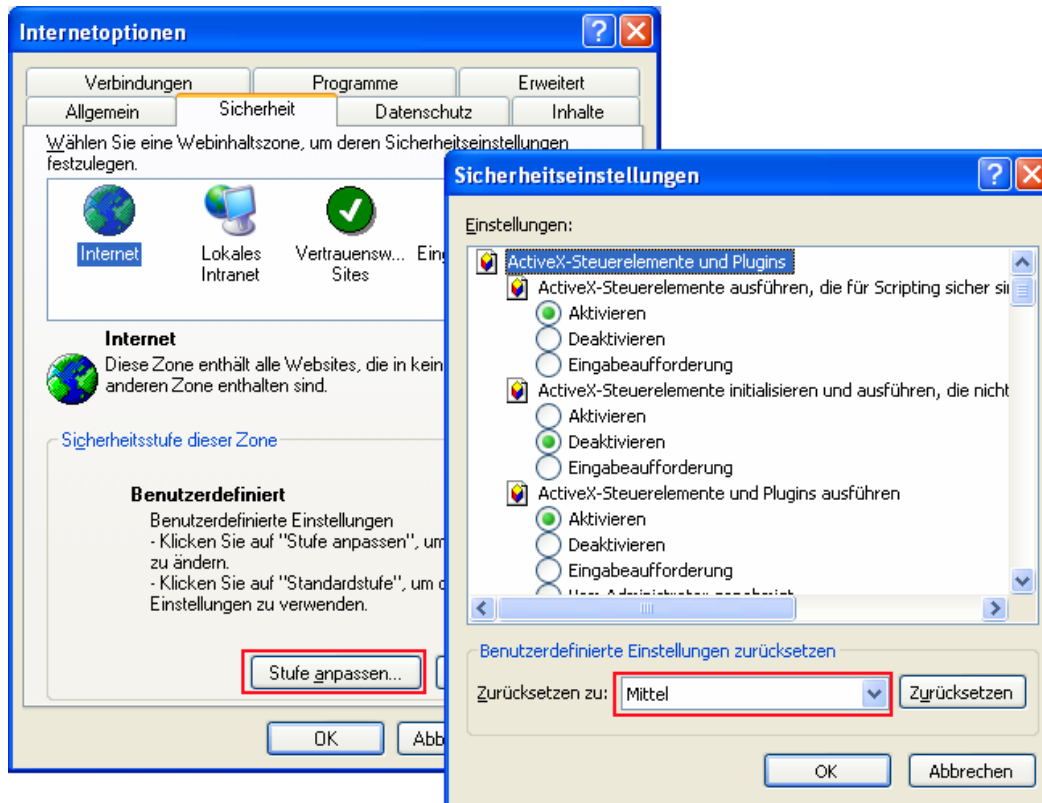 Internetoptionen
Verbindungen Programme Erweitert
Allgemein Sicherheit Datenschutz Inhalte
Wählen Sie eine Webinhaltszone, um deren Sicherheitseinstellungen
festzulegen.
Internet
Lokales
Intranet
Vertrauensw...
Sites
Internet
Diese Zone enthält alle Websites, die in kein
anderen Zone enthalten sind.
Sicherheitsstufe dieser Zone
Benutzerdefiniert
Benutzerdefinierte Einstellungen
- Klicken Sie auf "Stufe anpassen", um
zu ändern.
- Klicken Sie auf "Standardstufe", um
Einstellungen zu verwenden.
Stufe anpassen...
OK Abb
Sicherheitseinstellungen
Einstellungen:
ActiveX-Steuerelemente und Plugins
ActiveX-Steuerelemente ausführen, die für Scripting sicher
Aktivieren
Deaktivieren
Eingabeaufforderung
ActiveX-Steuerelemente initialisieren und ausführen, die nicht
Aktivieren
Deaktivieren
Eingabeaufforderung
ActiveX-Steuerelemente und Plugins ausführen
Aktivieren
Deaktivieren
Eingabeaufforderung
Benutzerdefinierte Einstellungen zurücksetzen
Zurücksetzen zu: Mittel Zurücksetzen
OK Abbrechen